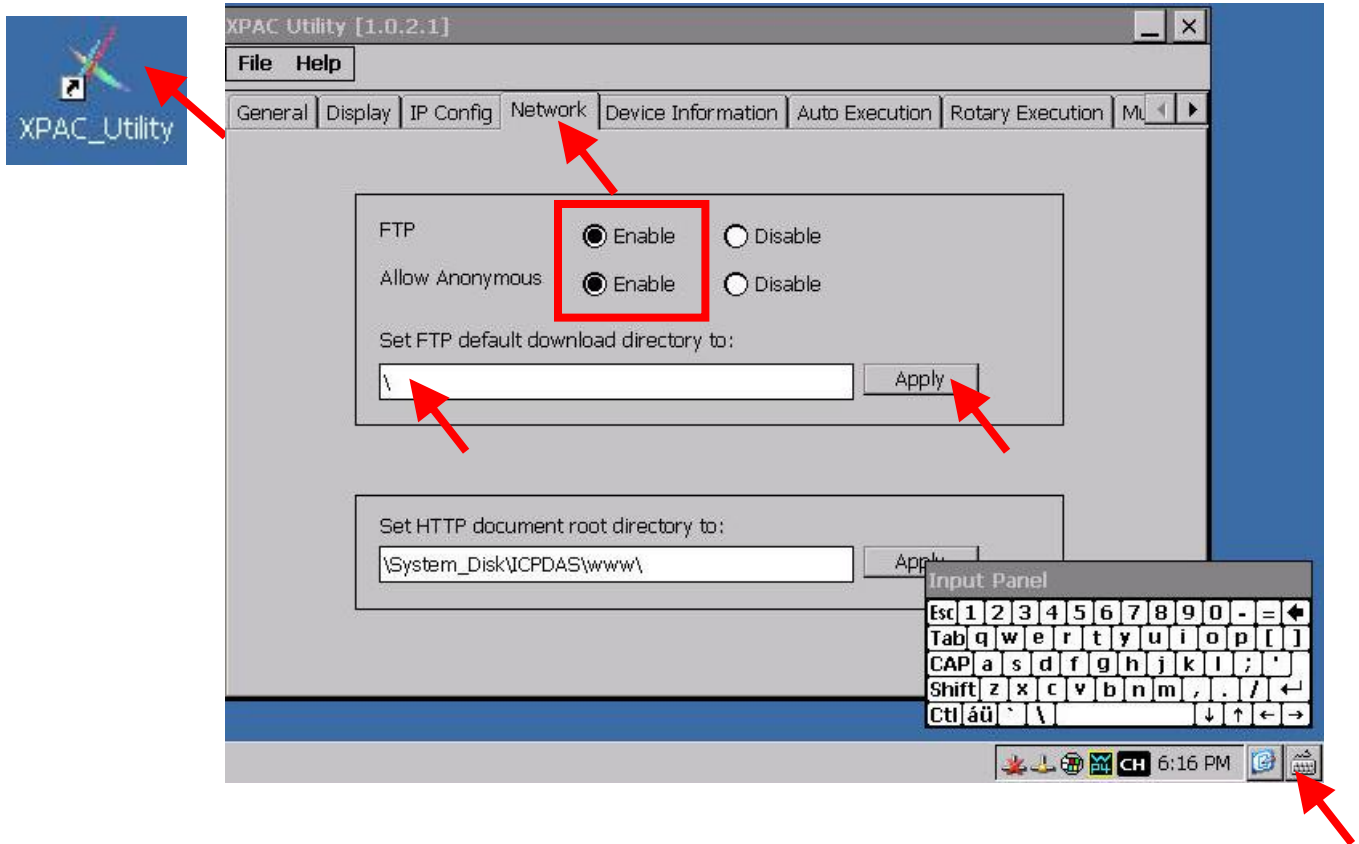 XPAC_Utility
XPAC Utility [1.0.2.1]
File Help
General Display IP Config Network Device Information Auto Execution Rotary Execution
FTP Enable Disable
Allow Anonymous Enable Disable
Set FTP default download directory to:
\ Apply
Set HTTP document root directory to:
\System_Disk\ICPDAS\www\
Input Panel
Esc 1 2 3 4 5 6 7 8 9 0 - =
Tab q w e r t y u i o p [ ]
CAP a s d f g h j k l ; '
Shift z x c v b n m , . /
Ctl áü ` \ ↓ ↑ ← →
CH 6:16 PM